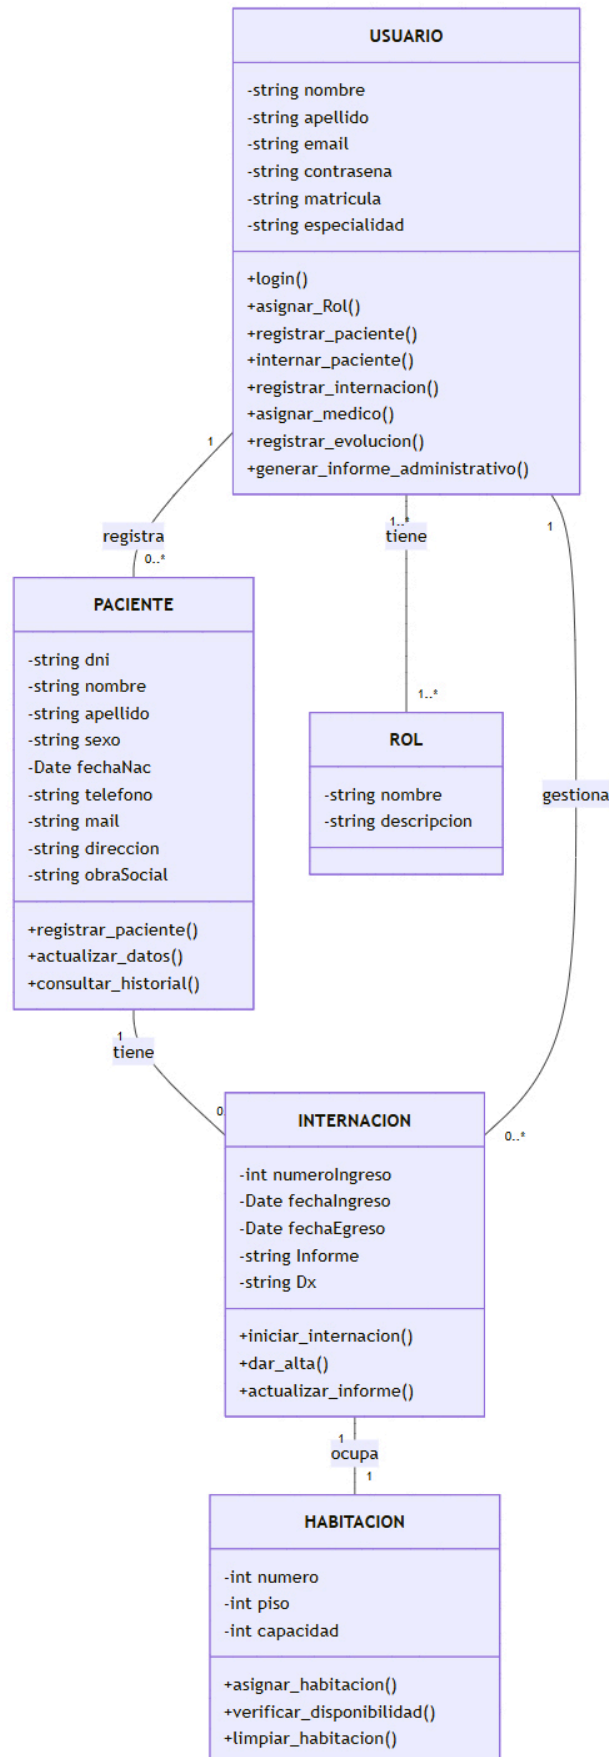 USUARIO
-string nombre
-string apellido
-string email
-string contrasena
-string matricula
-string especialidad
+login()
+asignar_Rol()
+registrar_paciente()
+internar_paciente()
+registrar_internacion()
+asignar_medico()
+registrar_evolucion()
+generar_informe_administrativo()
1
registra
0..*
1..*
tiene
1..*
1
gestiona
0..*
PACIENTE
-string dni
-string nombre
-string apellido
-string sexo
-Date fechaNac
-string telefono
-string mail
-string direccion
-string obraSocial
+registrar_paciente()
+actualizar_datos()
+consultar_historial()
ROL
-string nombre
-string descripcion
1
tiene
0.
INTERNACION
-int numeroIngreso
-Date fechaIngreso
-Date fechaEgreso
-string Informe
-string Dx
+iniciar_internacion()
+dar_alta()
+actualizar_informe()
1
ocupa
1
HABITACION
-int numero
-int piso
-int capacidad
+asignar_habitacion()
+verificar_disponibilidad()
+limpiar_habitacion()